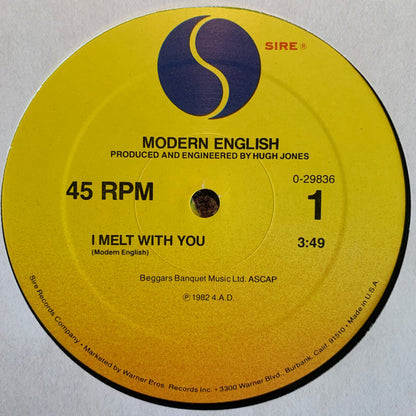 SIRE ®
MODERN ENGLISH
PRODUCED AND ENGINEERED BY HUGH JONES
45 RPM
0-29836
1
I MELT WITH YOU
3:49
(Modern English)
Beggars Banquet Music Ltd. ASCAP
℗ 1982 4.A.D.
Sire Records Company • Marketed by Warner Bros. Records Inc. • 3300 Warner Blvd., Burbank, Calif. 91510 • Made in U.S.A.